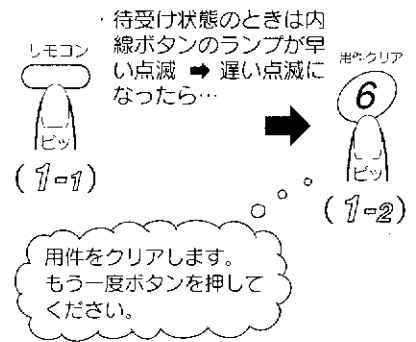 ・待受け状態のときは内
線ボタンのランプが早
い点滅 ➡ 遅い点滅に
なったら…
リモコン
ピッ
(1-1)
用件クリア
6
ピッ
(1-2)
用件をクリアします。
もう一度ボタンを押して
ください。